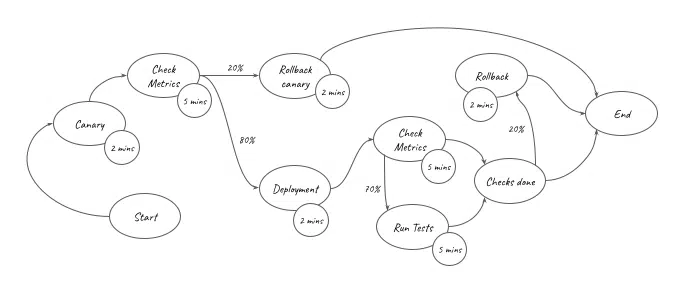 Start
Canary
2 mins
Check
Metrics
5 mins
20%
Rollback
canary
2 mins
80%
Deployment
2 mins
Check
Metrics
5 mins
70%
Run Tests
5 mins
Checks done
20%
Rollback
2 mins
End